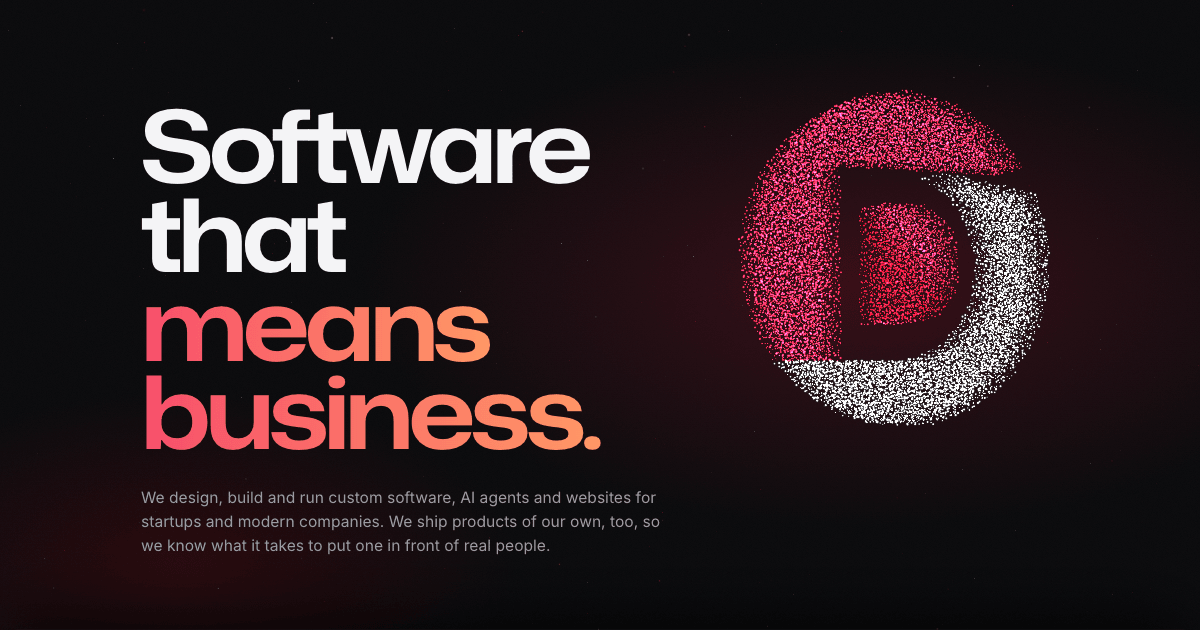 Software
that
means
business.
We design, build and run custom software, AI agents and websites for
startups and modern companies. We ship products of our own, too, so
we know what it takes to put one in front of real people.
D